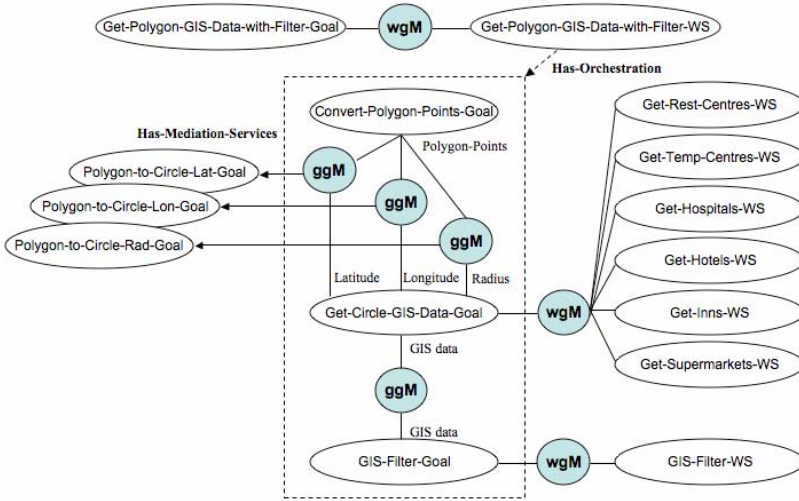 Get-Polygon-GIS-Data-with-Filter-Goal
wgM
Get-Polygon-GIS-Data-with-Filter-WS
Has-Orchestration
Convert-Polygon-Points-Goal
Get-Rest-Centres-WS
Has-Mediation-Services
Polygon-Points
Get-Temp-Centres-WS
Polygon-to-Circle-Lat-Goal
ggM
Polygon-to-Circle-Lon-Goal
ggM
Get-Hospitals-WS
Polygon-to-Circle-Rad-Goal
ggM
Get-Hotels-WS
Latitude
Longitude
Radius
Get-Circle-GIS-Data-Goal
wgM
Get-Inns-WS
GIS data
Get-Supermarkets-WS
ggM
GIS data
GIS-Filter-Goal
wgM
GIS-Filter-WS